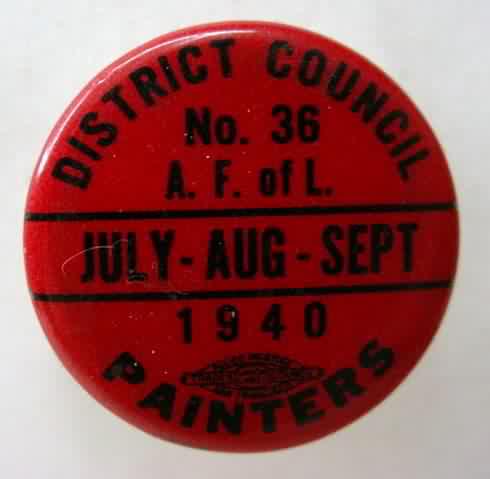 DISTRICT COUNCIL
No. 36
A. F. of L.
JULY - AUG - SEPT
1940
PAINTERS